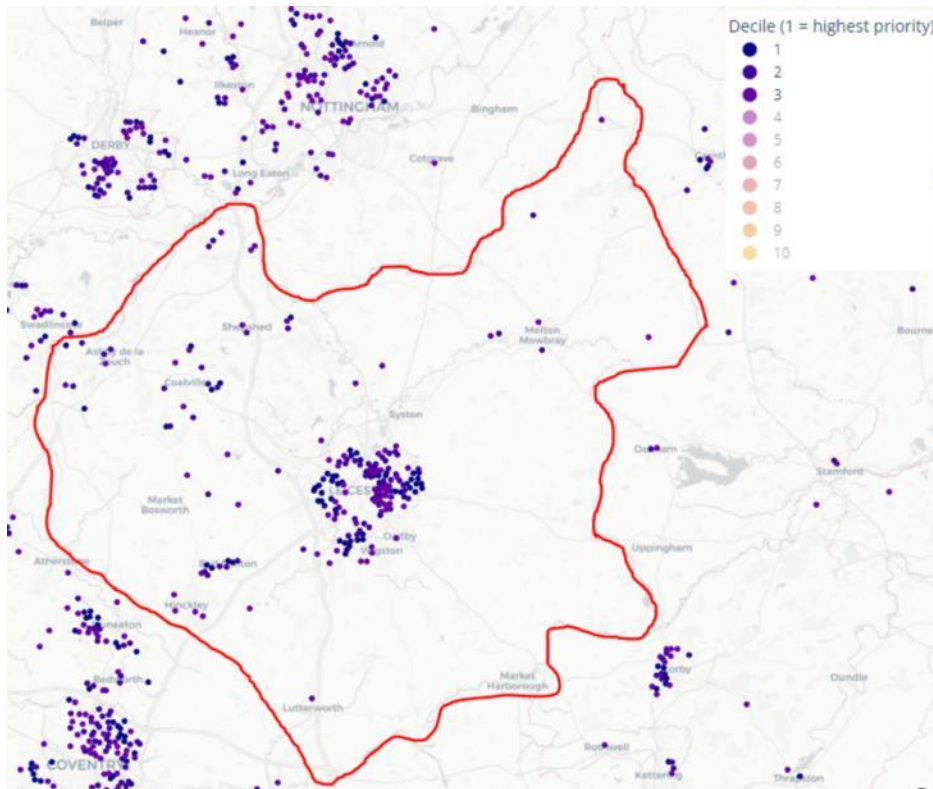 Decile (1 = highest priority)
1
2
3
4
5
6
7
8
9
10
Belper
Heanor
Arnold
Ilkeston
NOTTINGHAM
Bingham
DERBY
Cotgrave
Long Eaton
Swadlincote
Shepshed
Melton
Mowbray
Ashby de la
Zouch
Coalville
Syston
Oakham
Stamford
Market
Bosworth
Oadby
Wigston
Uppingham
Atherstone
Hinckley
Nuneaton
Bedworth
Market
Harborough
Corby
Oundle
Lutterworth
Rothwell
COVENTRY
Kettering
Thrapston